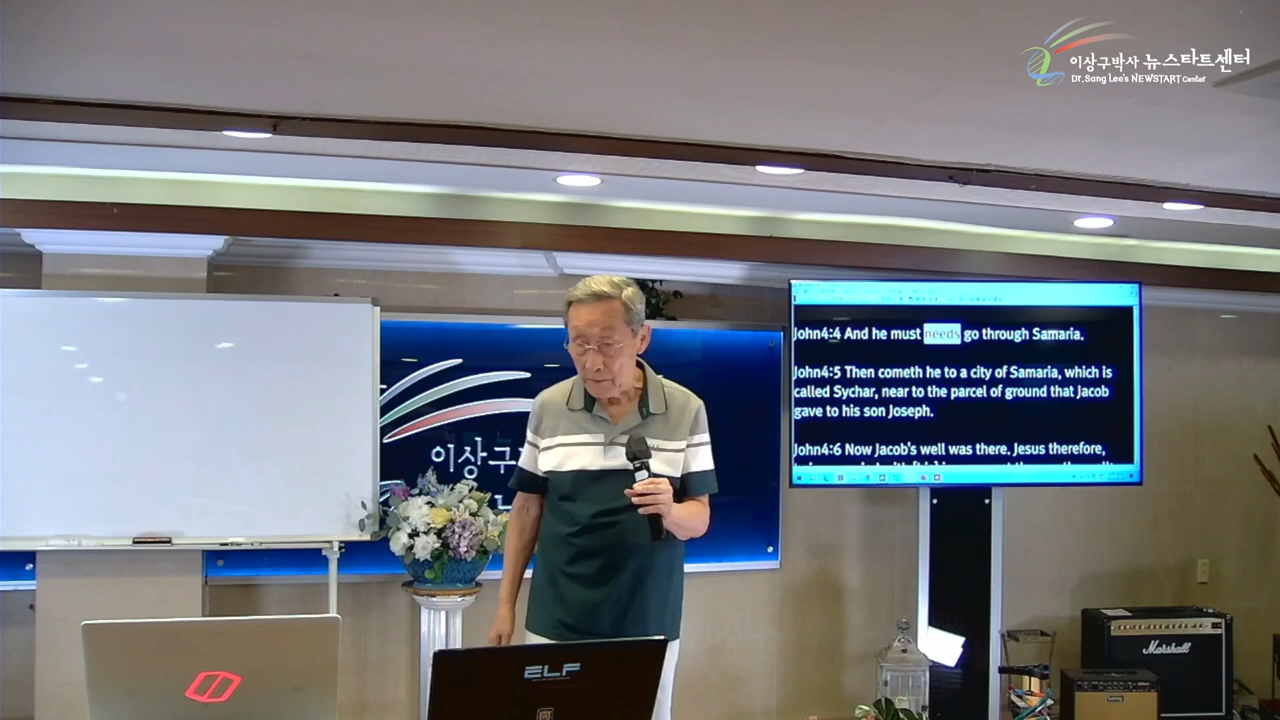 이상구박사 뉴스타트센터
Dr. Sang Lee's NEWSTART Center
John4:4 And he must needs go through Samaria.
John4:5 Then cometh he to a city of Samaria, which is
called Sychar, near to the parcel of ground that Jacob
gave to his son Joseph.
John4:6 Now Jacob's well was there. Jesus therefore,
이상구
ELF
Marshall